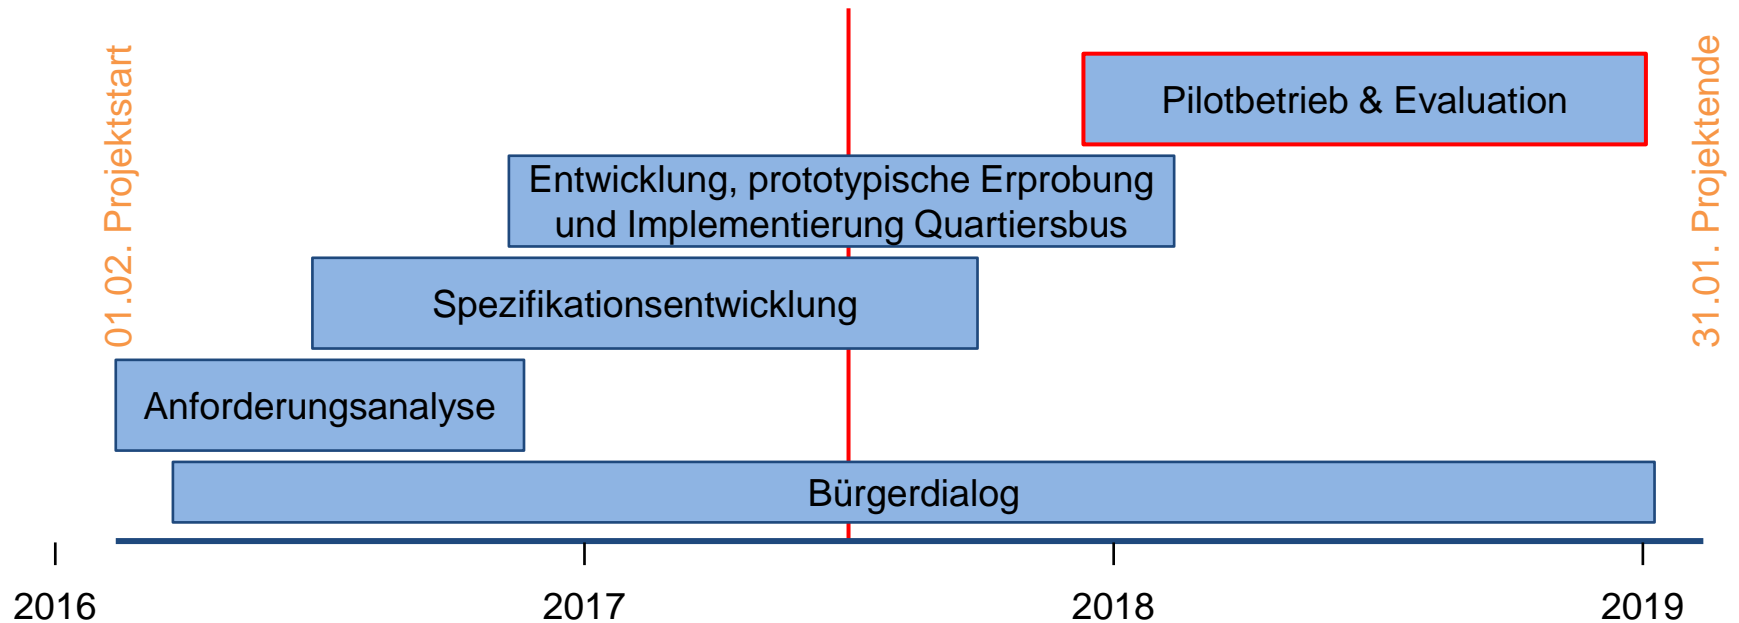 01.02. Projektstart
Pilotbetrieb & Evaluation
31.01. Projektende
Entwicklung, prototypische Erprobung
und Implementierung Quartiersbus
Spezifikationsentwicklung
Anforderungsanalyse
Bürgerdialog
2016
2017
2018
2019